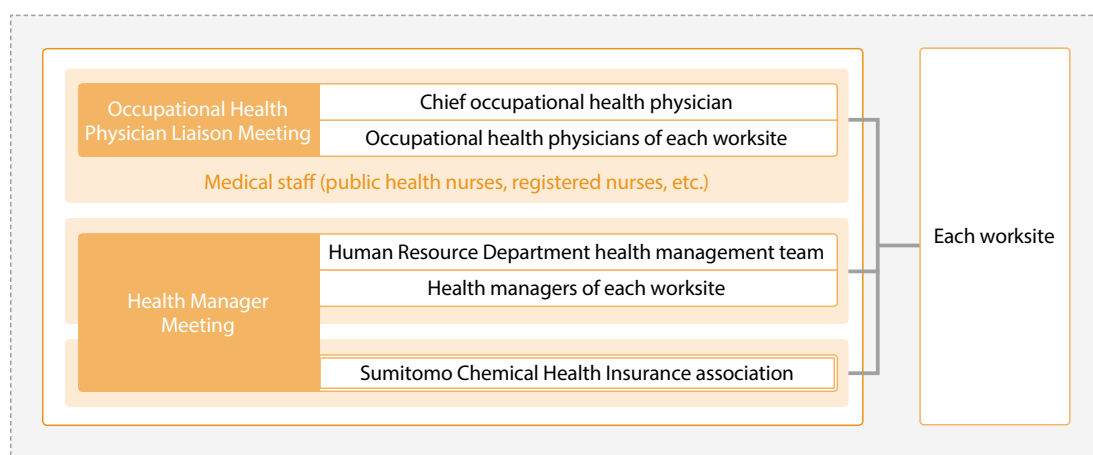 Occupational Health
Physician Liaison Meeting
Chief occupational health physician
Occupational health physicians of each worksite
Medical staff (public health nurses, registered nurses, etc.)
Health Manager
Meeting
Human Resource Department health management team
Health managers of each worksite
Sumitomo Chemical Health Insurance association
Each worksite